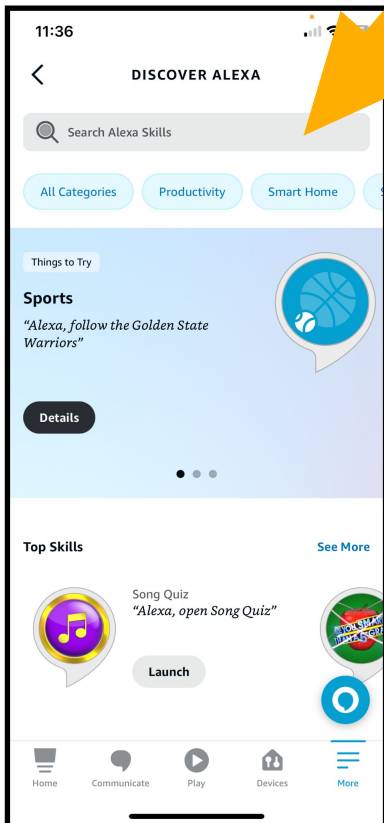 11:36
DISCOVER ALEXA
Search Alexa Skills
All Categories Productivity Smart Home
Things to Try
Sports
“Alexa, follow the Golden State
Warriors”
Details
Top Skills See More
Song Quiz
“Alexa, open Song Quiz”
Launch
Home Communicate Play Devices More